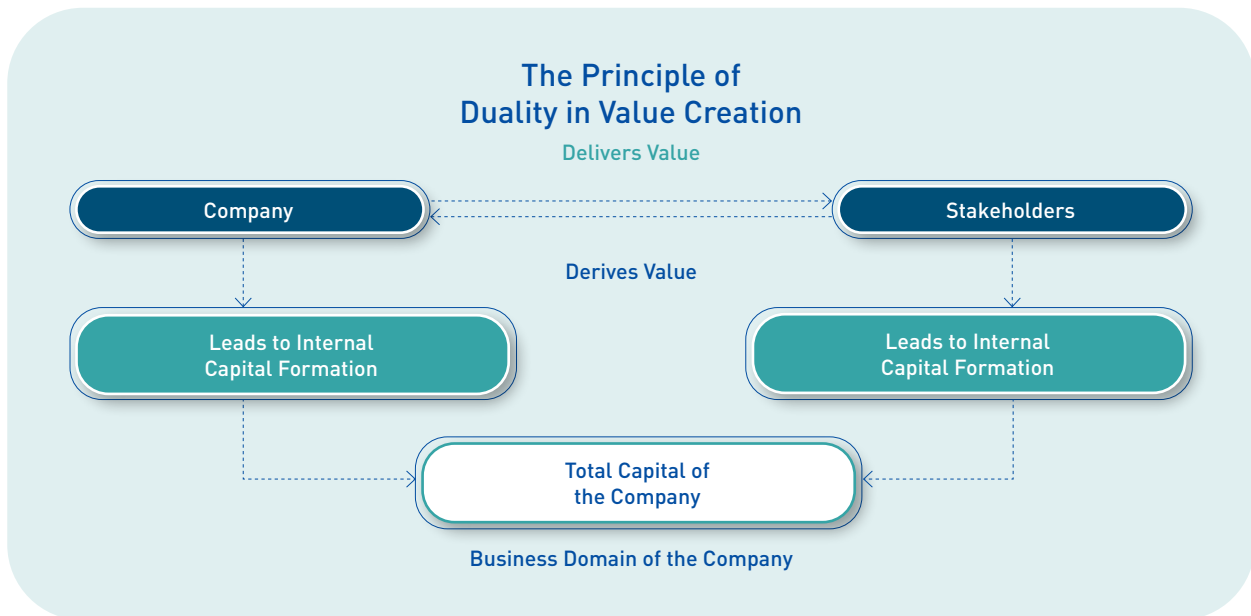 The Principle of
Duality in Value Creation
Delivers Value
Company
Stakeholders
Derives Value
Leads to Internal
Capital Formation
Leads to Internal
Capital Formation
Total Capital of
the Company
Business Domain of the Company